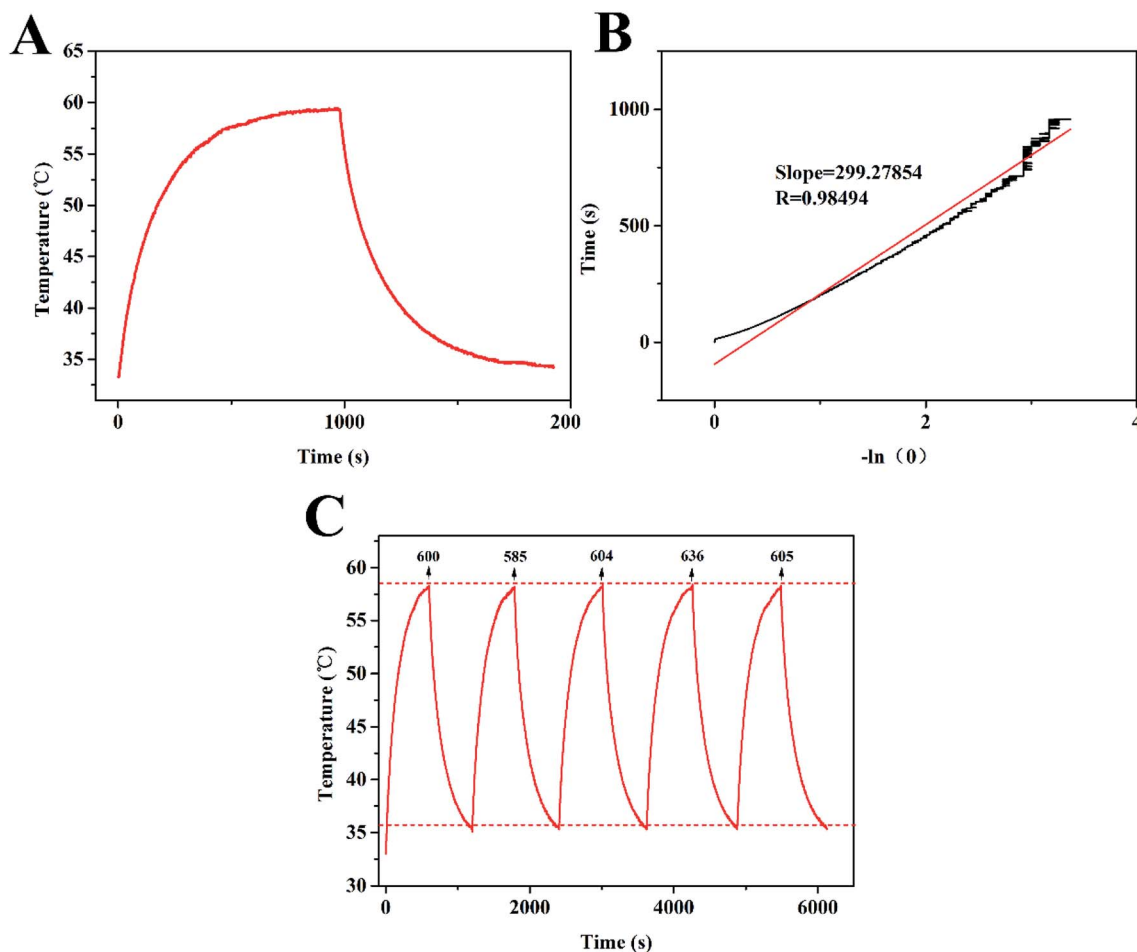 A
65
60
55
50
45
40
35
Temperature (℃)
0
1000
200
Time (s)
B
1000
500
0
Time (s)
Slope=299.27854
R=0.98494
0
2
4
-ln（0）
C
60
55
50
45
40
35
30
Temperature (℃)
600
585
604
636
605
0
2000
4000
6000
Time (s)